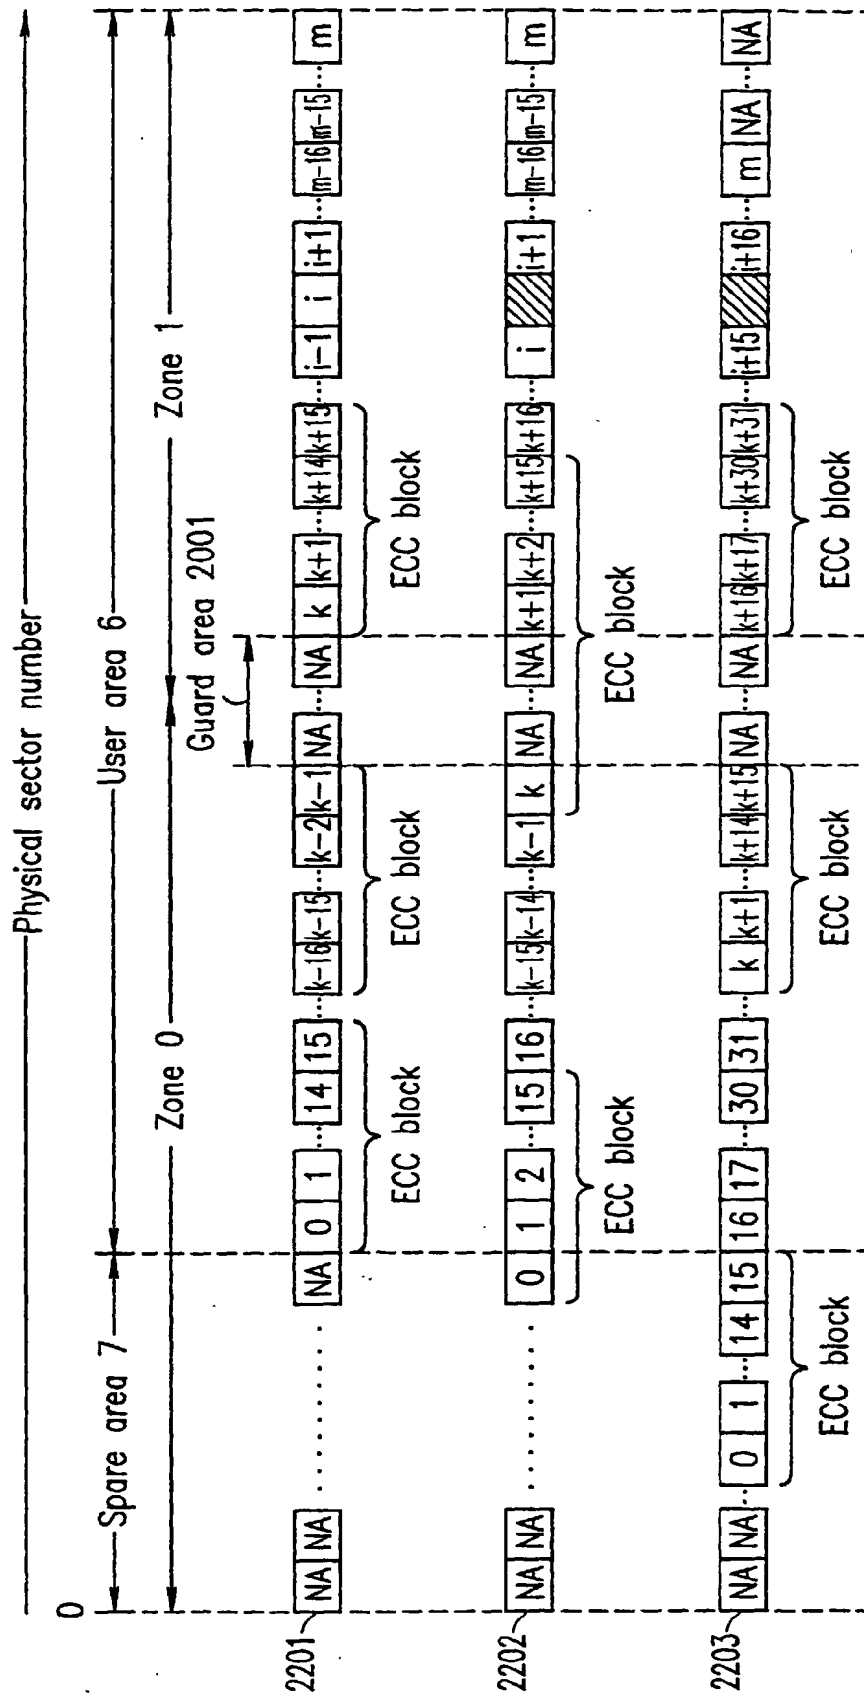 Physical sector number
0
Spare area 7 User area 6
Zone 0 Zone 1
Guard area 2001
2201 NA NA ... NA 0 1 ... 14 15 ... k-16 k-15 ... k-2 k-1 NA ... NA k k+1 ... k+14 k+15 ... i-1 i i+1 ... m-16 m-15 ... m
ECC block ECC block ECC block
2202 NA NA ... 0 1 2 ... 15 16 ... k-15 k-14 ... k-1 k NA ... NA k+1 k+2 ... k+15 k+16 ... i i+1 ... m-16 m-15 ... m
ECC block ECC block
2203 NA NA ... 0 1 ... 14 15 16 17 ... 30 31 ... k k+1 ... k+14 k+15 NA ... NA k+16 k+17 ... k+30 k+31 ... i+15 i+16 ... m NA ... NA
ECC block ECC block ECC block